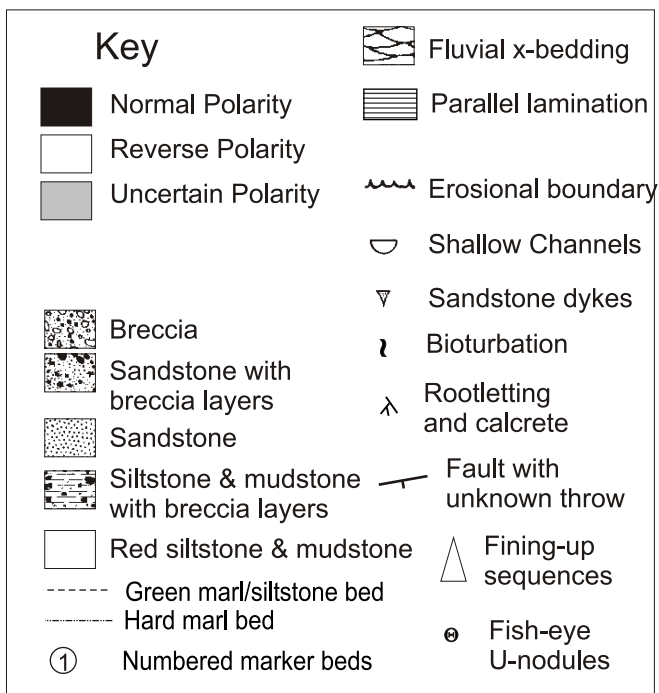 Key
Normal Polarity
Reverse Polarity
Uncertain Polarity
Breccia
Sandstone with
breccia layers
Sandstone
Siltstone & mudstone
with breccia layers
Red siltstone & mudstone
Green marl/siltstone bed
Hard marl bed
1 Numbered marker beds
Fluvial x-bedding
Parallel lamination
Erosional boundary
Shallow Channels
Sandstone dykes
Bioturbation
Rootletting
and calcrete
Fault with
unknown throw
Fining-up
sequences
Fish-eye
U-nodules